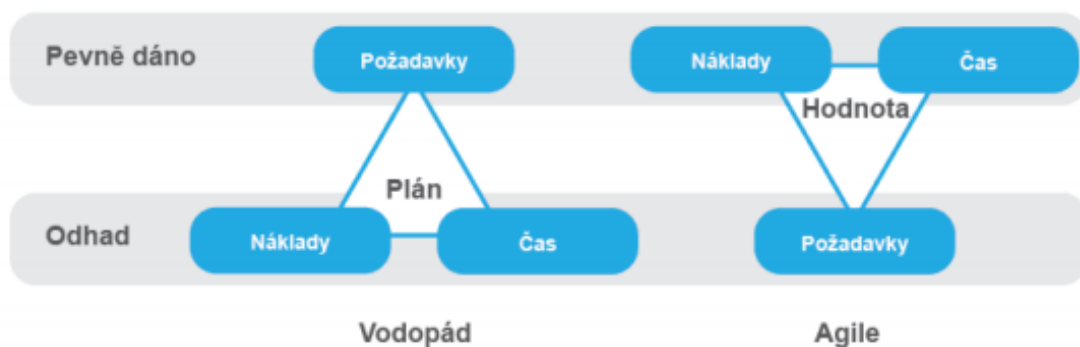 Pevně dáno
Požadavky
Náklady
Čas
Hodnota
Plán
Odhad
Náklady
Čas
Požadavky
Vodopád
Agile